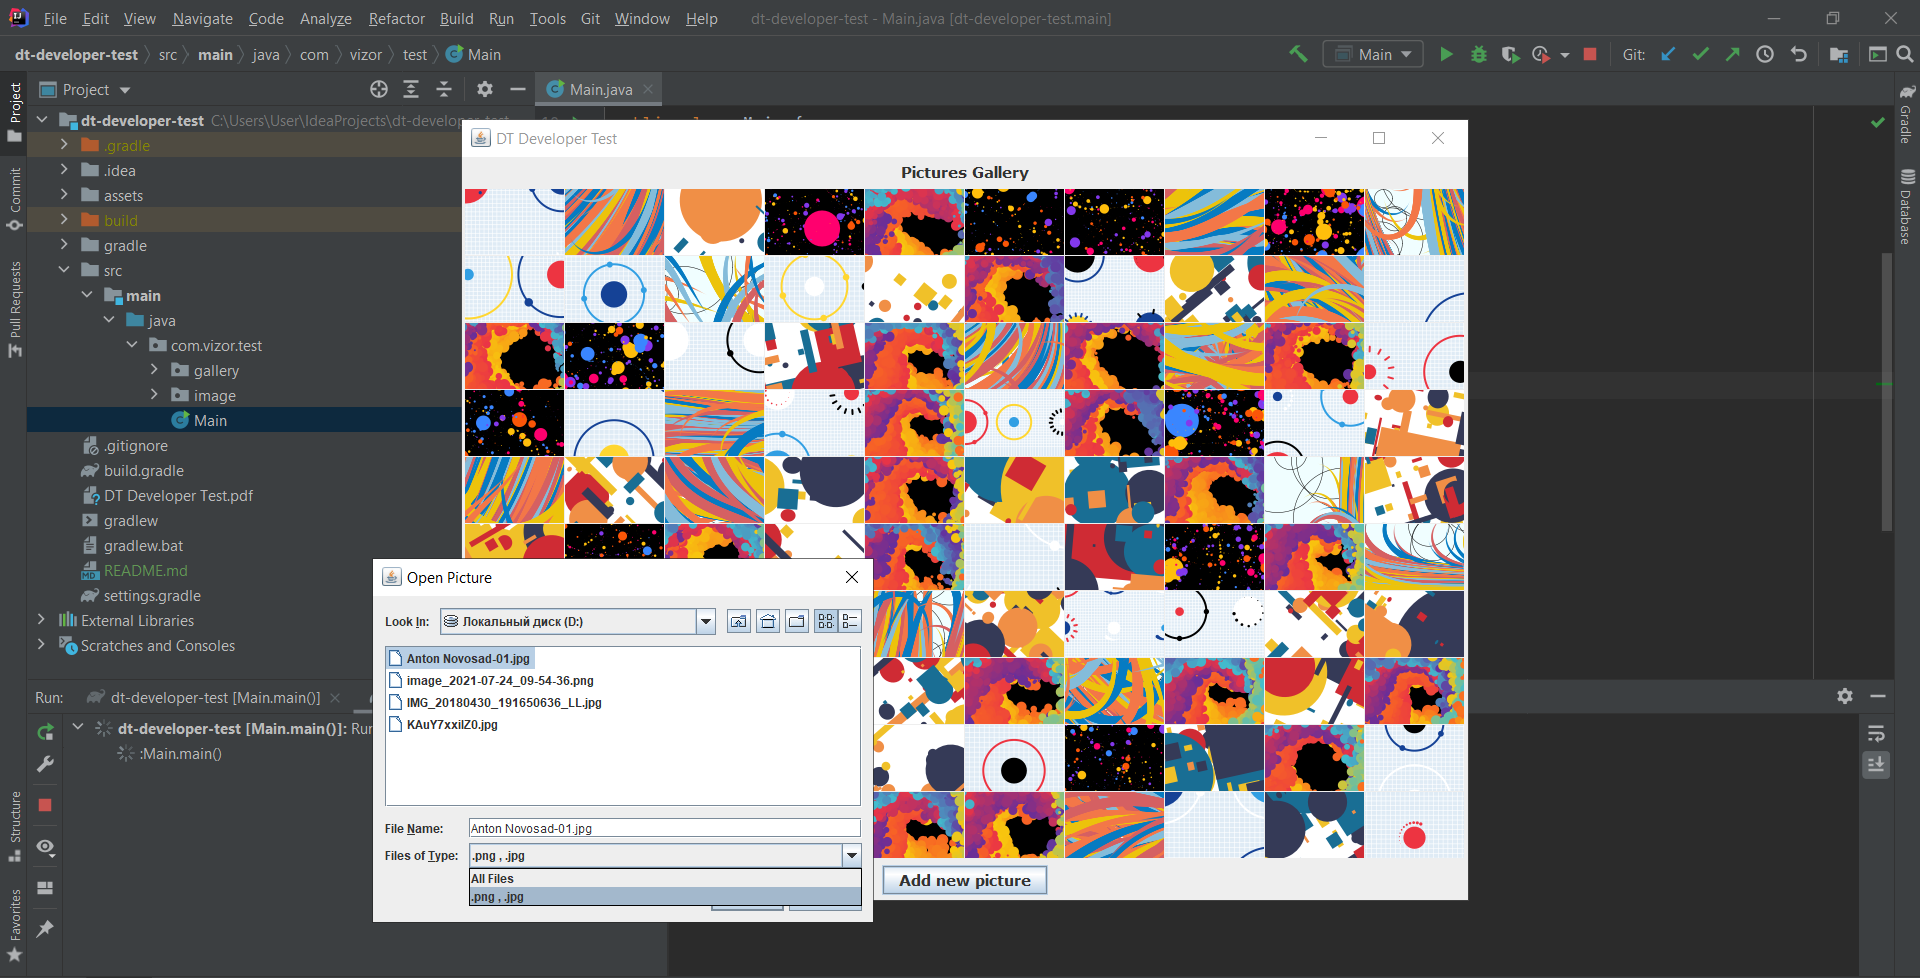 File Edit View Navigate Code Analyze Refactor Build Run Tools Git Window Help dt-developer-test - Main.java [dt-developer-test.main]
dt-developer-test src main java com vizor test Main
Main
Git:
Project
Main.java
dt-developer-test C:\Users\User\IdeaProjects\dt-developer-test
.gradle
.idea
assets
build
gradle
src
main
java
com.vizor.test
gallery
image
Main
.gitignore
build.gradle
DT Developer Test.pdf
gradlew
gradlew.bat
README.md
settings.gradle
External Libraries
Scratches and Consoles
Project
Commit
Pull Requests
Structure
Favorites
Gradle
Database
DT Developer Test
Pictures Gallery
Add new picture
Open Picture
Look In: Локальный диск (D:)
Anton Novosad-01.jpg
image_2021-07-24_09-54-36.png
IMG_20180430_191650636_LL.jpg
KAuY7xxilZ0.jpg
File Name: Anton Novosad-01.jpg
Files of Type: .png , .jpg
All Files
.png , .jpg
Run: dt-developer-test [Main.main()]
dt-developer-test [Main.main()]: Run
:Main.main()